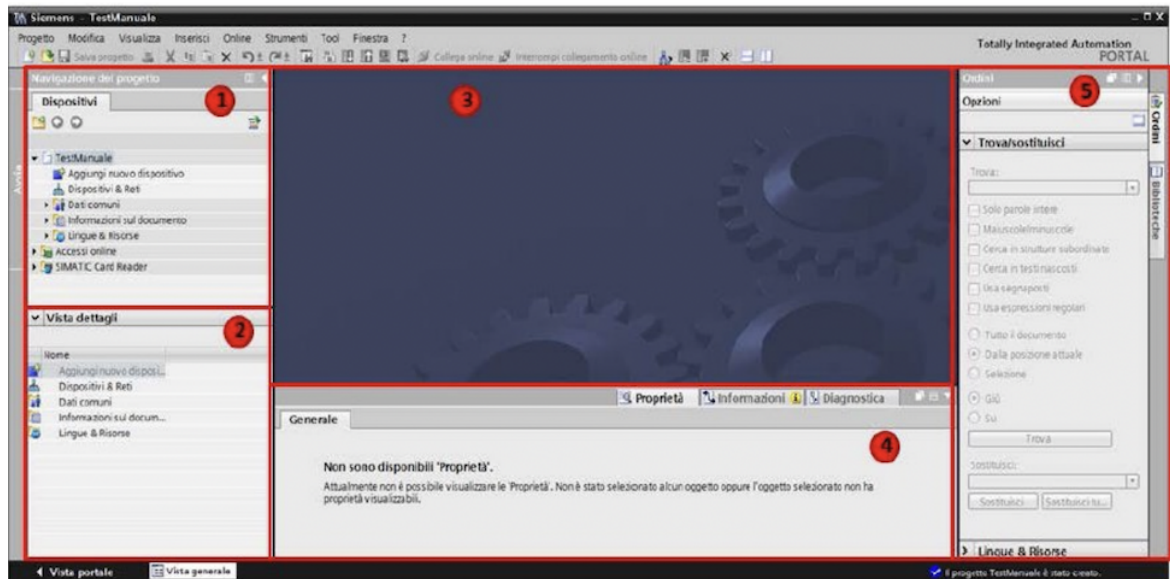 Siemens - TestManuale
Progetto Modifica Visualizza Inserisci Online Strumenti Tool Finestra ?
Salva progetto Collega online Interrompi collegamento online
Totally Integrated Automation
PORTAL
Navigazione del progetto
1
Dispositivi
TestManuale
Aggiungi nuovo dispositivo
Dispositivi & Reti
Dati comuni
Informazioni sul documento
Lingue & Risorse
Accessi online
SIMATIC Card Reader
Avvia
Vista dettagli
2
Nome
Aggiungi nuovo disposi...
Dispositivi & Reti
Dati comuni
Informazioni sul docum...
Lingue & Risorse
3
Proprietà Informazioni Diagnostica
Generale
4
Non sono disponibili 'Proprietà'.
Attualmente non è possibile visualizzare le 'Proprietà'. Non è stato selezionato alcun oggetto oppure l'oggetto selezionato non ha
proprietà visualizzabili.
Ordini
5
Opzioni
Trova/sostituisci
Trova:
Solo parole intere
Maiuscole/minuscole
Cerca in strutture subordinate
Cerca in testi nascosti
Usa segnaposti
Usa espressioni regolari
Tutto il documento
Dalla posizione attuale
Selezione
Giù
Su
Trova
Sostituisci:
Sostituisci Sostituisci tu...
Lingue & Risorse
Ordini
Biblioteche
Vista portale Vista generale
Il progetto TestManuale è stato creato.